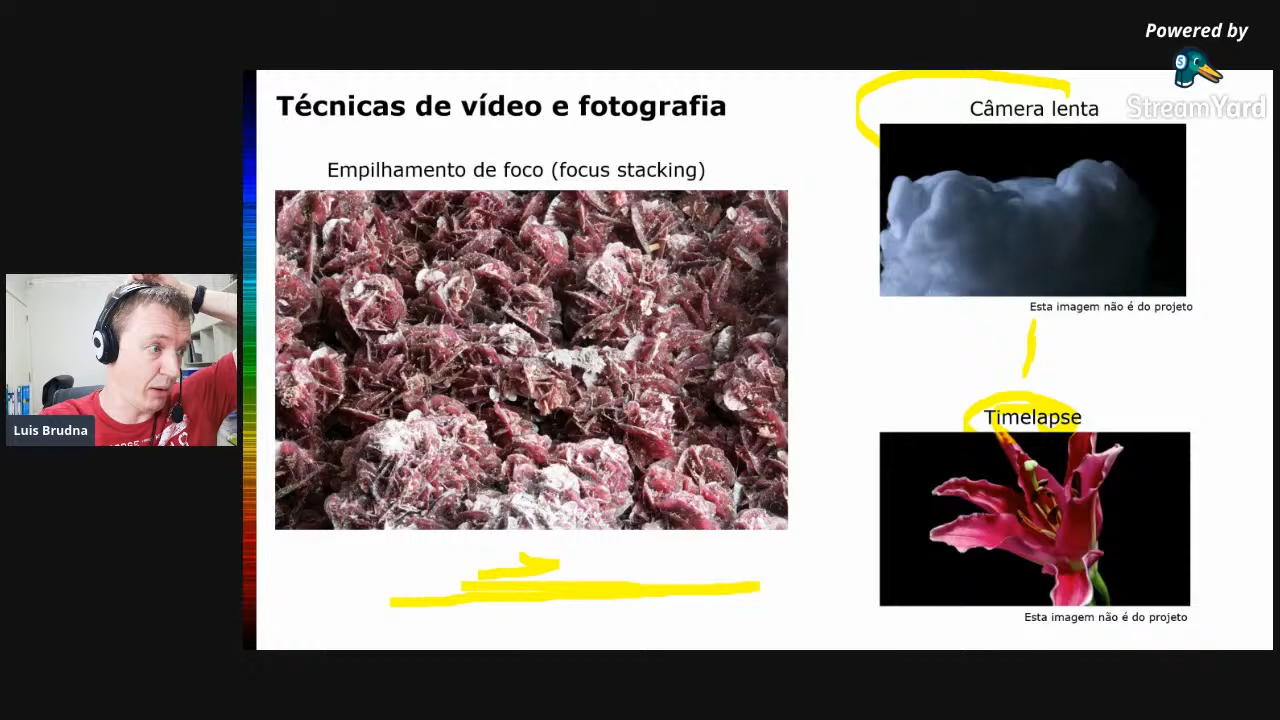 Powered by
StreamYard
Técnicas de vídeo e fotografia
Empilhamento de foco (focus stacking)
Câmera lenta
Esta imagem não é do projeto
Timelapse
Esta imagem não é do projeto
Luis Brudna